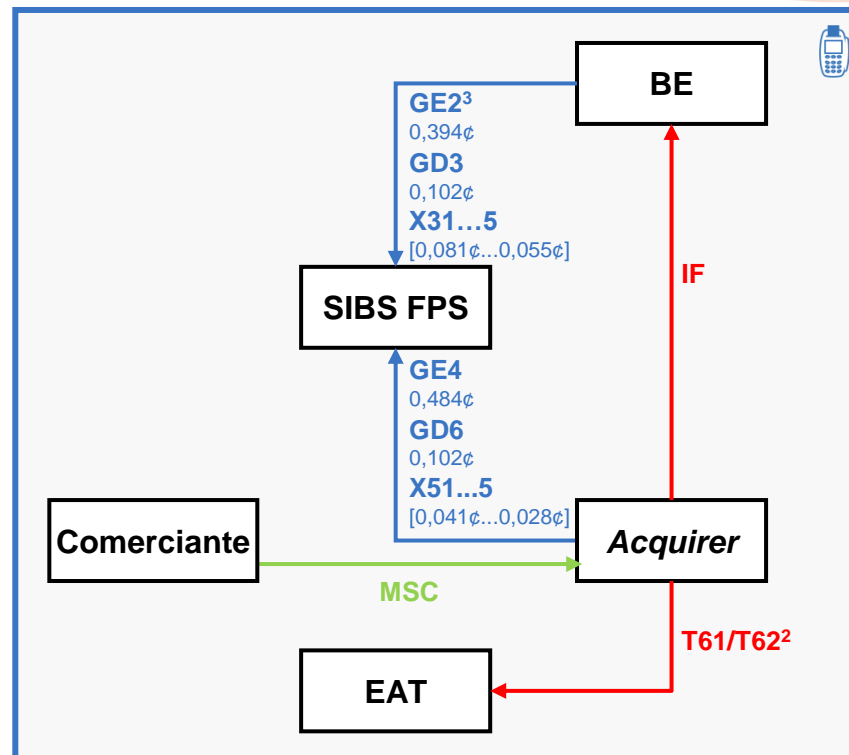 BE
GE2³
0,394¢
GD3
0,102¢
X31…5
[0,081¢...0,055¢]
IF
SIBS FPS
GE4
0,484¢
GD6
0,102¢
X51...5
[0,041¢...0,028¢]
Comerciante
Acquirer
MSC
T61/T62²
EAT